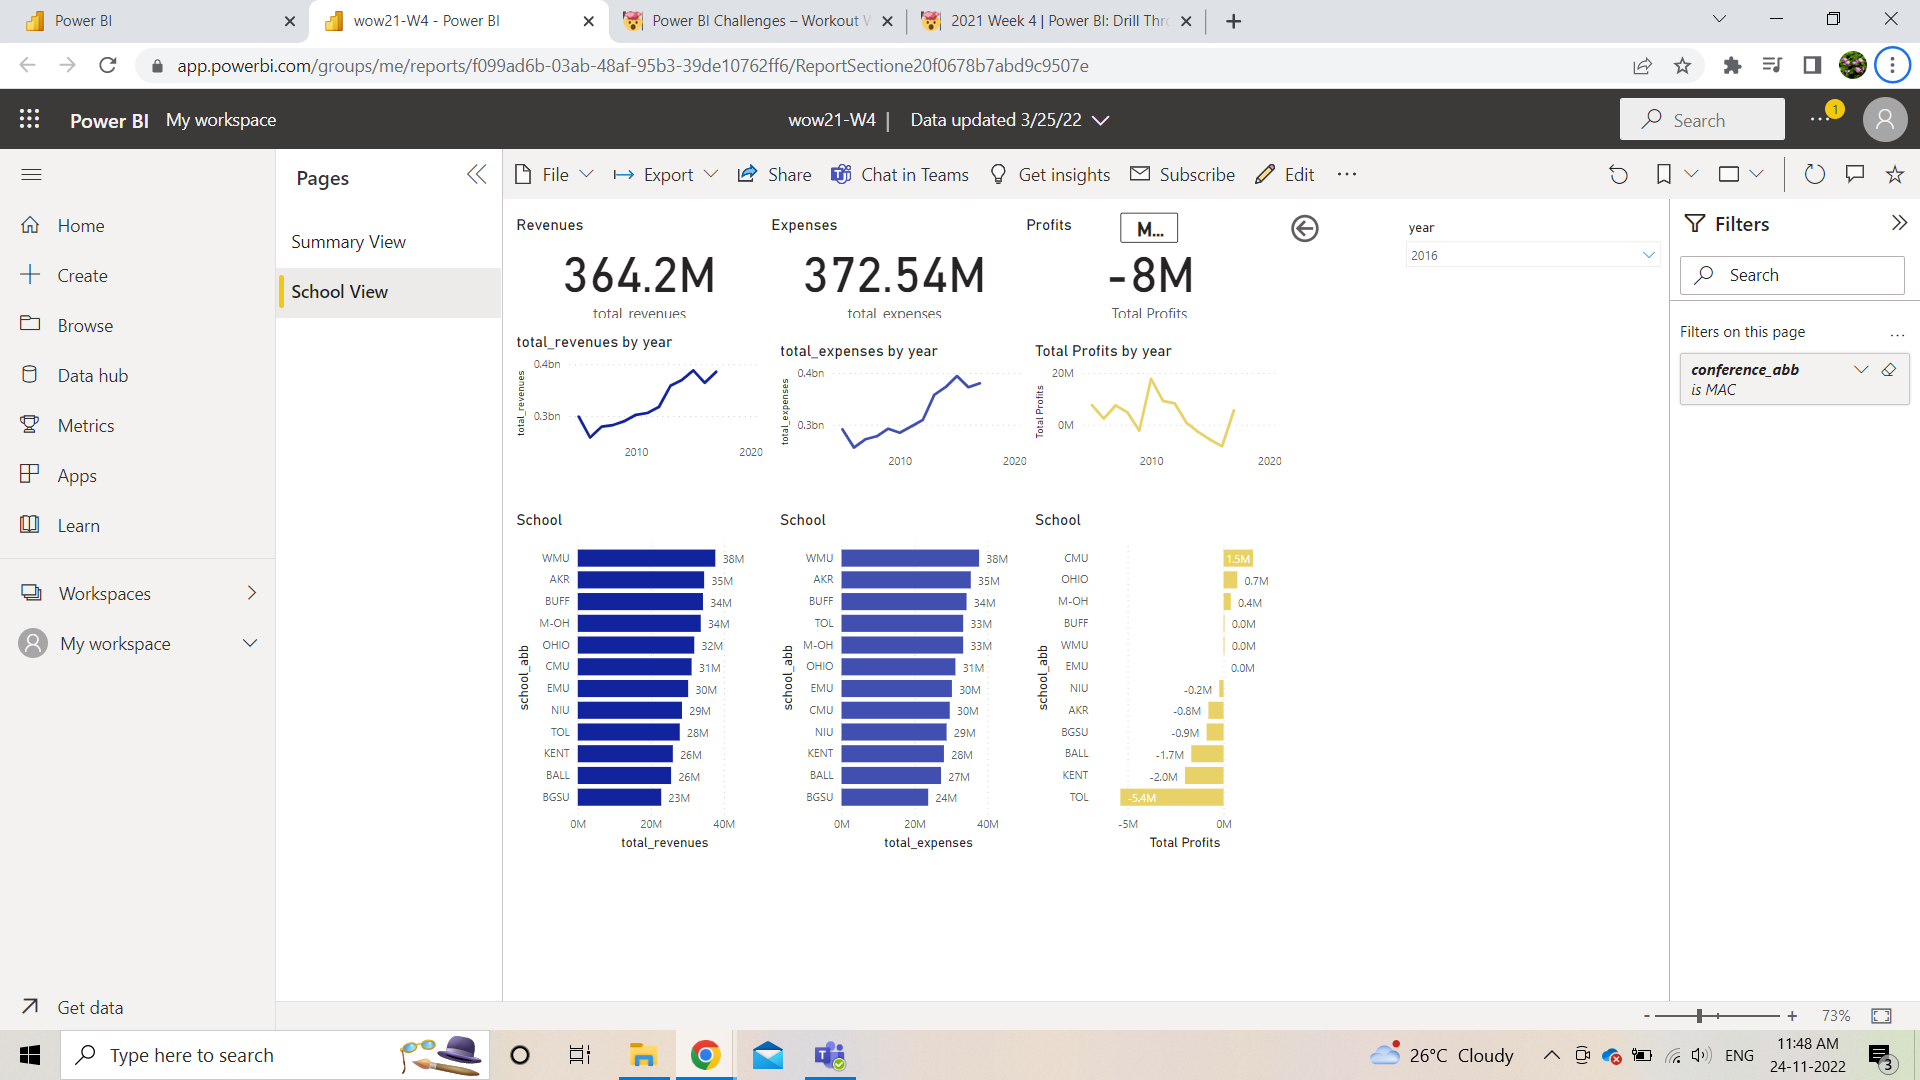 Power BI
wow21-W4 - Power BI
Power BI Challenges – Workout W
2021 Week 4 | Power BI: Drill Thro
app.powerbi.com/groups/me/reports/f099ad6b-03ab-48af-95b3-39de10762ff6/ReportSectione20f0678b7abd9c9507e
Power BI My workspace
wow21-W4 | Data updated 3/25/22
Search
1
Pages
File Export Share Chat in Teams Get insights Subscribe Edit
Home
Create
Browse
Data hub
Metrics
Apps
Learn
Workspaces
My workspace
Get data
Summary View
School View
Revenues
364.2M
total_revenues
Expenses
372.54M
total_expenses
Profits
M...
-8M
Total Profits
year
2016
Filters
Search
Filters on this page
conference_abb
is MAC
total_revenues by year
total_revenues
0.4bn
0.3bn
2010 2020
total_expenses by year
total_expenses
0.4bn
0.3bn
2010 2020
Total Profits by year
Total Profits
20M
0M
2010 2020
School
school_abb
WMU 38M
AKR 35M
BUFF 34M
M-OH 34M
OHIO 32M
CMU 31M
EMU 30M
NIU 29M
TOL 28M
KENT 26M
BALL 26M
BGSU 23M
0M 20M 40M
total_revenues
School
school_abb
WMU 38M
AKR 35M
BUFF 34M
TOL 33M
M-OH 33M
OHIO 31M
EMU 30M
CMU 30M
NIU 29M
KENT 28M
BALL 27M
BGSU 24M
0M 20M 40M
total_expenses
School
school_abb
CMU 1.5M
OHIO 0.7M
M-OH 0.4M
BUFF 0.0M
WMU 0.0M
EMU 0.0M
NIU -0.2M
AKR -0.8M
BGSU -0.9M
BALL -1.7M
KENT -2.0M
TOL -5.4M
-5M 0M
Total Profits
- + 73%
Type here to search
26°C Cloudy
ENG
11:48 AM
24-11-2022
3